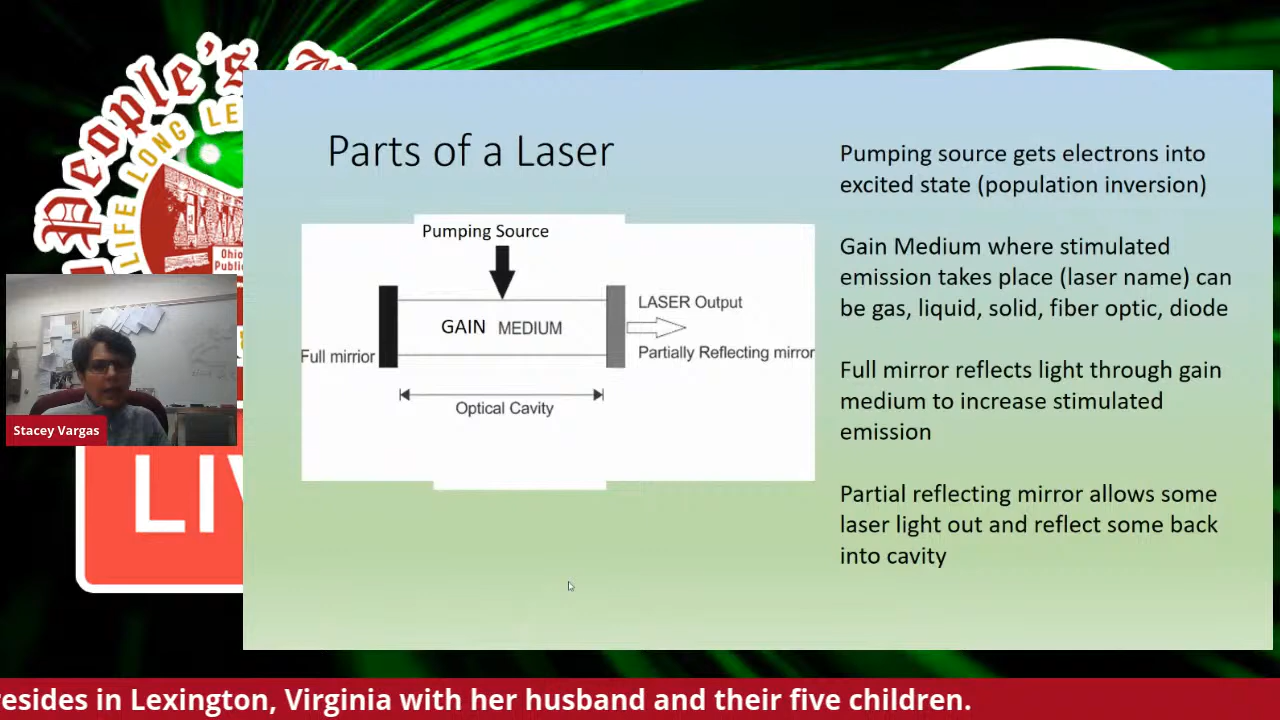 People's
LIFE LONG LE
Ohio
Public
Parts of a Laser
Pumping Source
GAIN MEDIUM
LASER Output
Full mirrior
Partially Reflecting mirror
Optical Cavity
Pumping source gets electrons into
excited state (population inversion)
Gain Medium where stimulated
emission takes place (laser name) can
be gas, liquid, solid, fiber optic, diode
Full mirror reflects light through gain
medium to increase stimulated
emission
Partial reflecting mirror allows some
laser light out and reflect some back
into cavity
Stacey Vargas
LIV
resides in Lexington, Virginia with her husband and their five children.